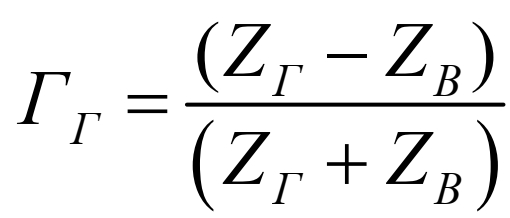 Γ_Γ = (Z_Γ − Z_B) / (Z_Γ + Z_B)